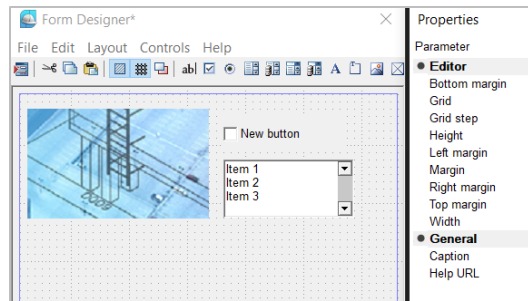 Form Designer*
File Edit Layout Controls Help
ab|
A
New button
Item 1
Item 2
Item 3
Properties
Parameter
Editor
Bottom margin
Grid
Grid step
Height
Left margin
Margin
Right margin
Top margin
Width
General
Caption
Help URL